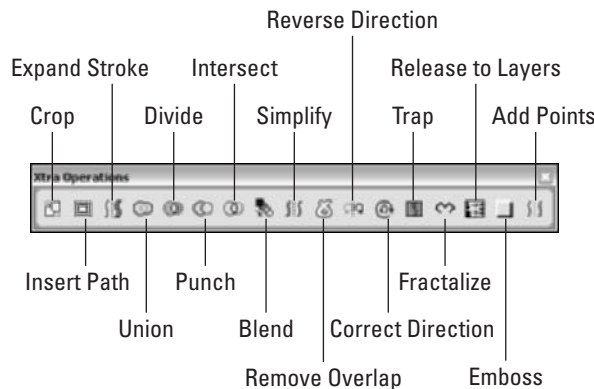 Reverse Direction
Expand Stroke Intersect Release to Layers
Crop Divide Simplify Trap Add Points
Xtra Operations
Insert Path Punch Fractalize
Union Blend Correct Direction
Remove Overlap Emboss